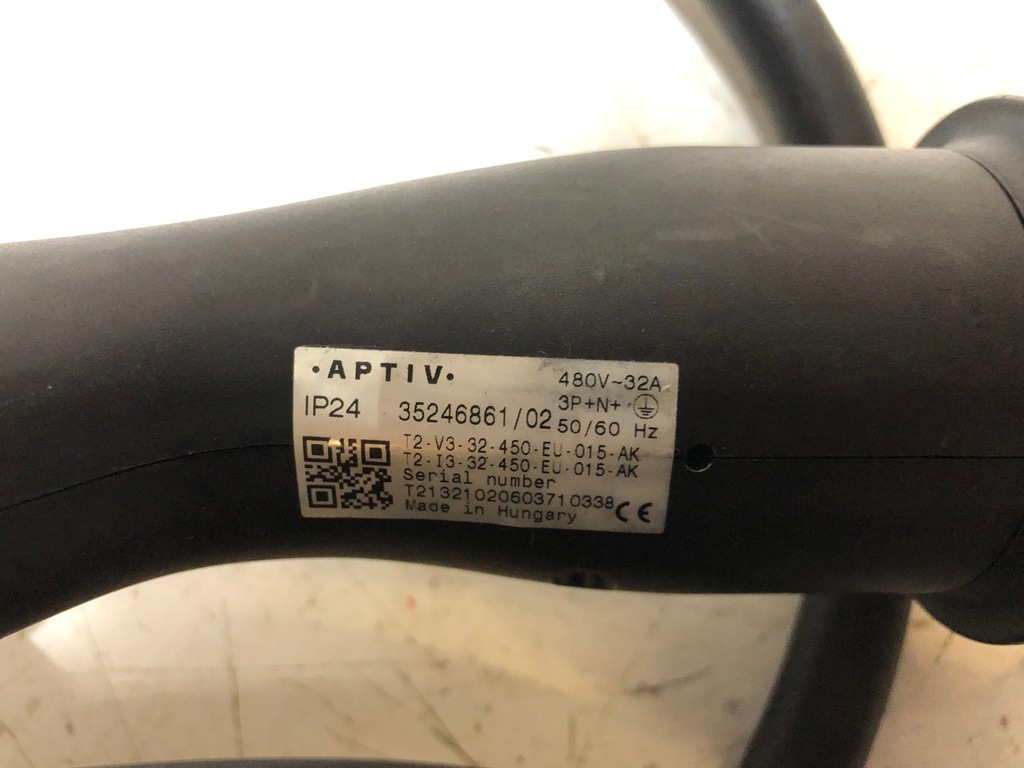 ·APTIV·
480V~32A
IP24
3P+N+
35246861/02
50/60 Hz
T2-V3-32-450-EU-015-AK
T2-I3-32-450-EU-015-AK
Serial number
T21321020603710338
Made in Hungary
CE